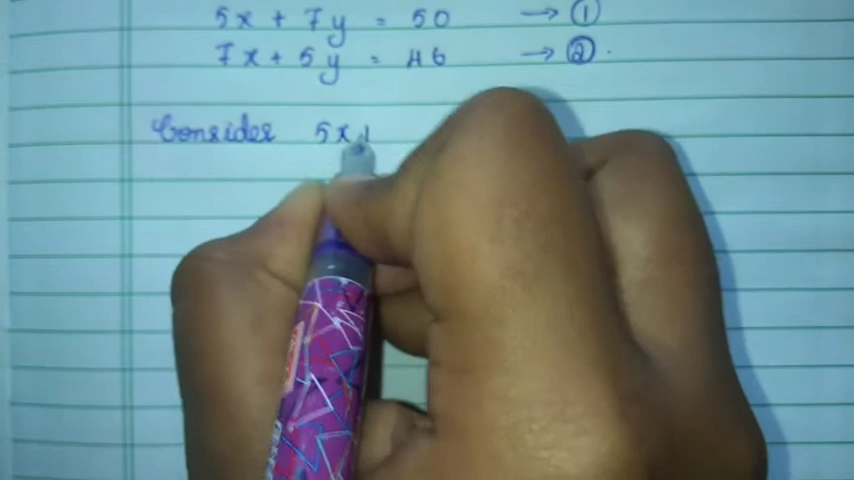 5x + 7y = 50 → ①
7x + 5y = 46 → ②.
Consider 5x +